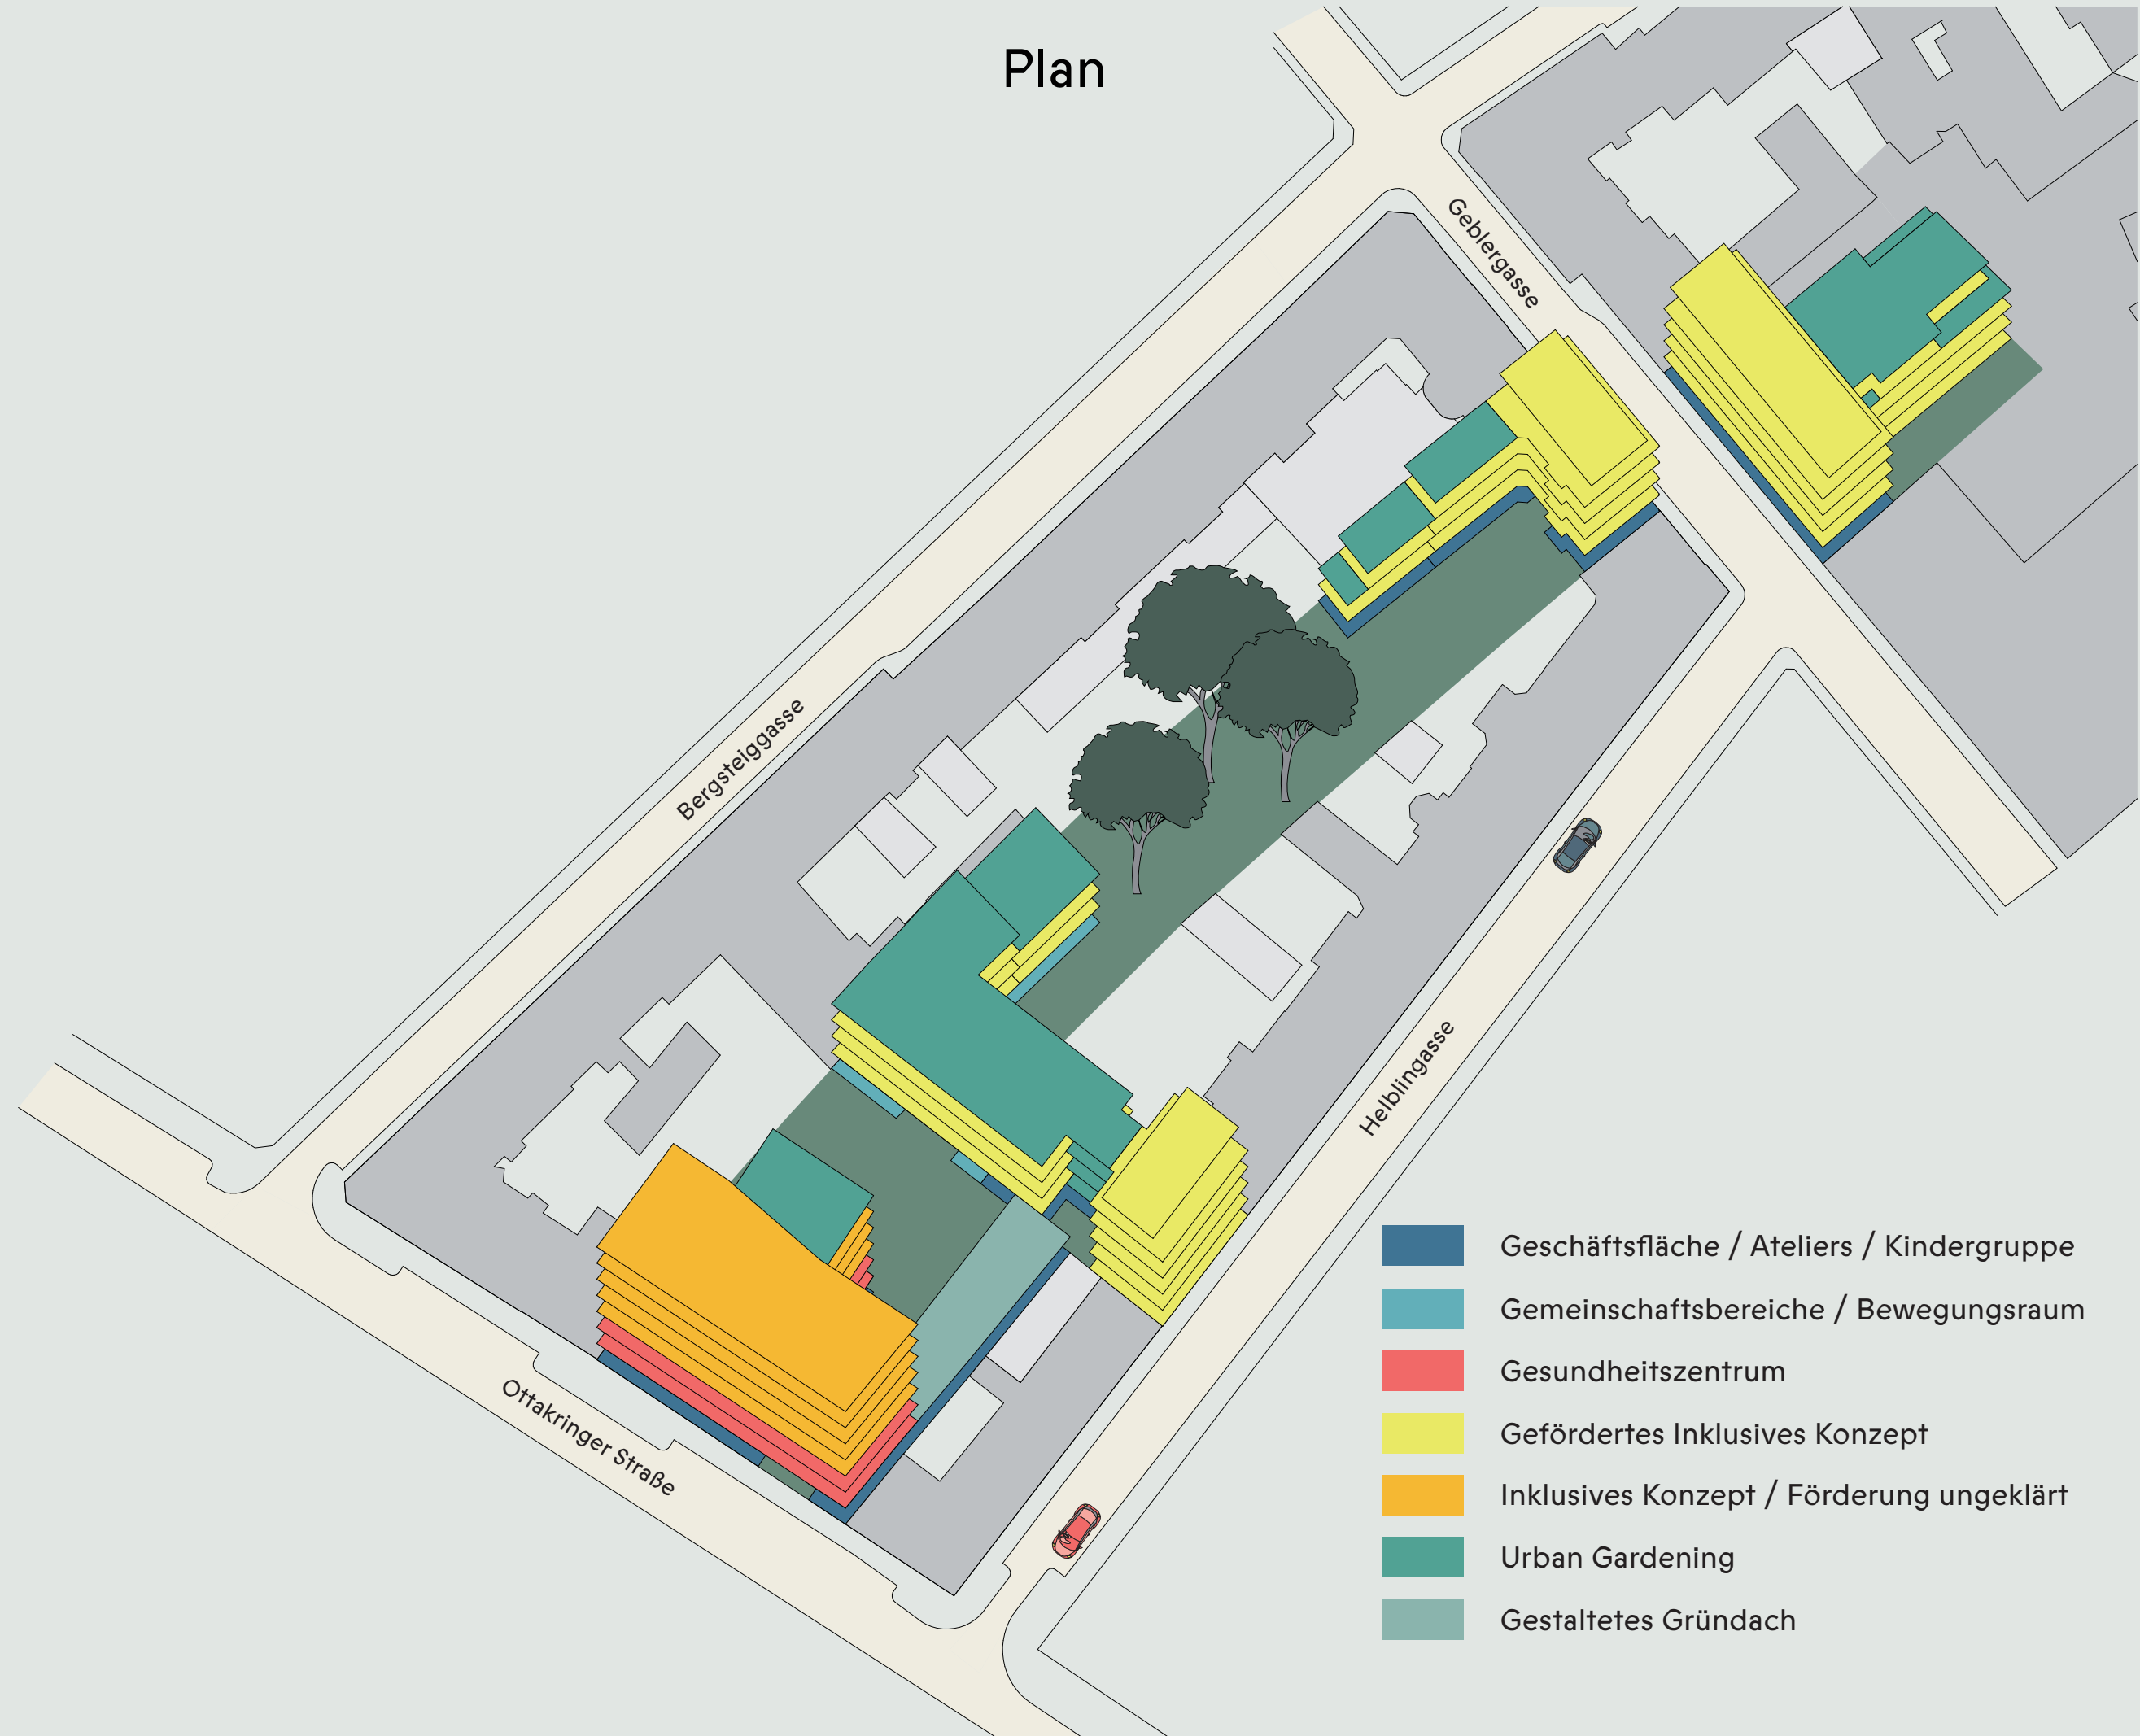 Plan
Geblergasse
Bergsteiggasse
Helblingasse
Ottakringer Straße
Geschäftsfläche / Ateliers / Kindergruppe
Gemeinschaftsbereiche / Bewegungsraum
Gesundheitszentrum
Gefördertes Inklusives Konzept
Inklusives Konzept / Förderung ungeklärt
Urban Gardening
Gestaltetes Gründach